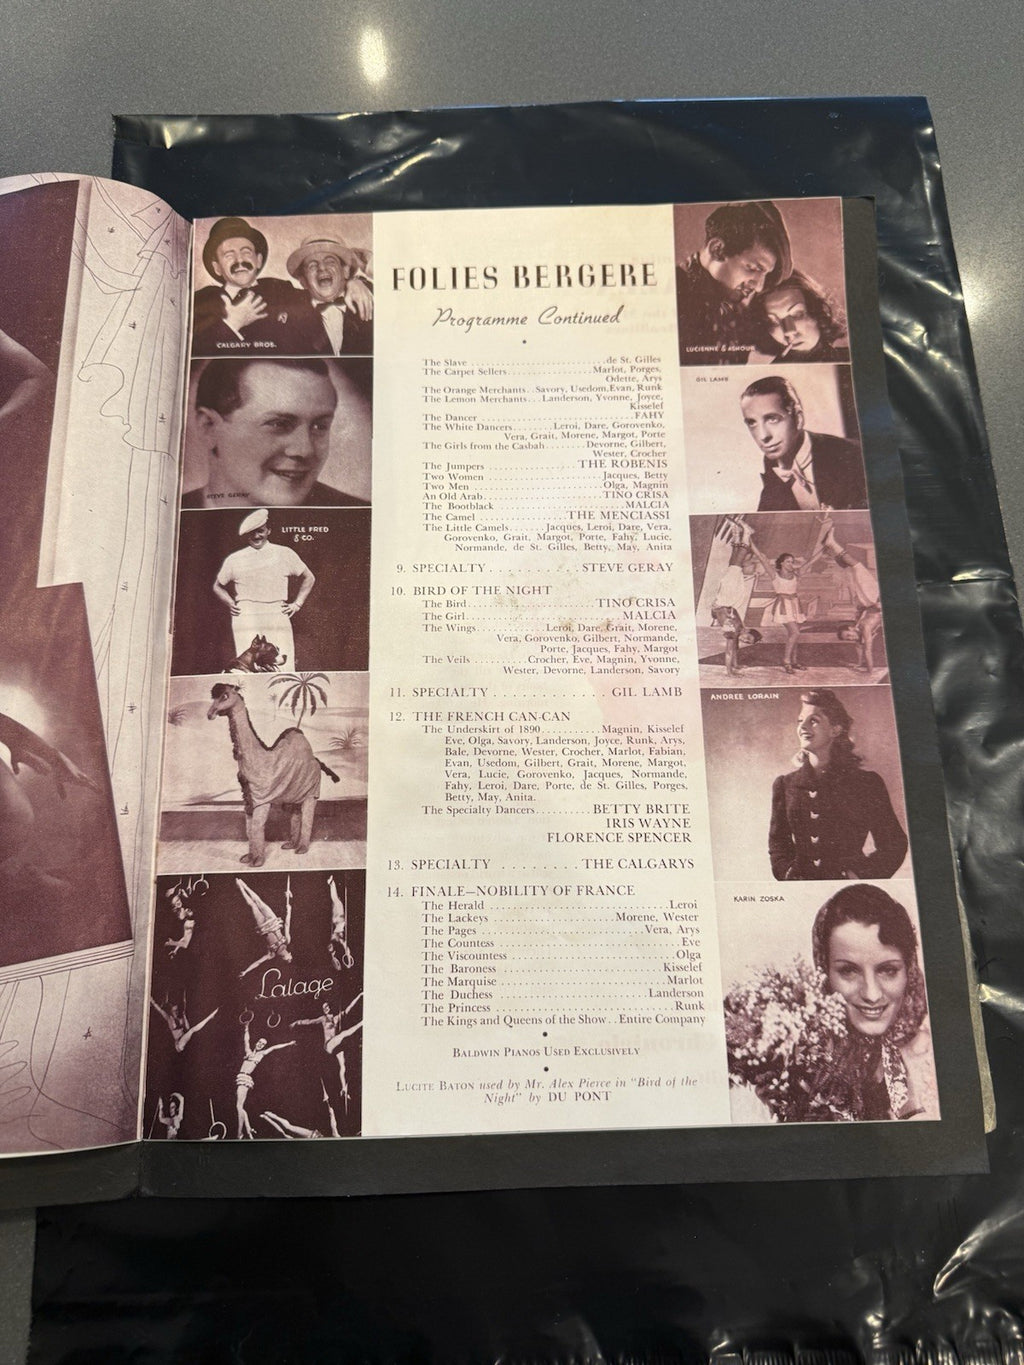 CALGARY BROS.
STEVE GERAY
LITTLE FRED
& CO.
Lalage
FOLIES BERGERE
Programme Continued
The Slave ..............................de St. Gilles
The Carpet Sellers..................Marlot, Porges,
Odette, Arys
The Orange Merchants..Savory, Usedom,Evan, Runk
The Lemon Merchants...Landerson, Yvonne, Joyce,
Kisselef
The Dancer ..............................FAHY
The White Dancers.........Leroi, Dare, Gorovenko,
Vera, Grait, Morene, Margot, Porte
The Girls from the Casbah........Devorne, Gilbert,
Wester, Crocher
The Jumpers ...................THE ROBENIS
Two Women ..........................Jacques, Betty
Two Men ............................Olga, Magnin
An Old Arab........................TINO CRISA
The Bootblack ..........................MALCIA
The Camel ..................THE MENCIASSI
The Little Camels.......Jacques, Leroi, Dare, Vera,
Gorovenko, Grait, Margot, Porte, Fahy, Lucie,
Normande, de St. Gilles, Betty, May, Anita
9. SPECIALTY . . . . . . . . . . STEVE GERAY
10. BIRD OF THE NIGHT
The Bird..........................TINO CRISA
The Girl..............................MALCIA
The Wings............Leroi, Dare, Grait, Morene,
Vera, Gorovenko, Gilbert, Normande,
Porte, Jacques, Fahy, Margot
The Veils .........Crocher, Eve, Magnin, Yvonne,
Wester, Devorne, Landerson, Savory
11. SPECIALTY . . . . . . . . . . . . GIL LAMB
12. THE FRENCH CAN-CAN
The Underskirt of 1890...........Magnin, Kisselef
Eve, Olga, Savory, Landerson, Joyce, Runk, Arys,
Bale, Devorne, Wester, Crocher, Marlot, Fabian,
Evan, Usedom, Gilbert, Grait, Morene, Margot,
Vera, Lucie, Gorovenko, Jacques, Normande,
Fahy, Leroi, Dare, Porte, de St. Gilles, Porges,
Betty, May, Anita.
The Specialty Dancers...........BETTY BRITE
IRIS WAYNE
FLORENCE SPENCER
13. SPECIALTY . . . . . . . . THE CALGARYS
14. FINALE—NOBILITY OF FRANCE
The Herald ..................................Leroi
The Lackeys .......................Morene, Wester
The Pages ..............................Vera, Arys
The Countess ..................................Eve
The Viscountess ..............................Olga
The Baroness ...............................Kisselef
The Marquise ................................Marlot
The Duchess ............................Landerson
The Princess ..................................Runk
The Kings and Queens of the Show..Entire Company
BALDWIN PIANOS USED EXCLUSIVELY
LUCITE BATON used by Mr. Alex Pierce in "Bird of the
Night" by DU PONT
LUCIENNE & ASHOUR
GIL LAMB
ANDREE LORAIN
KARIN ZOSKA